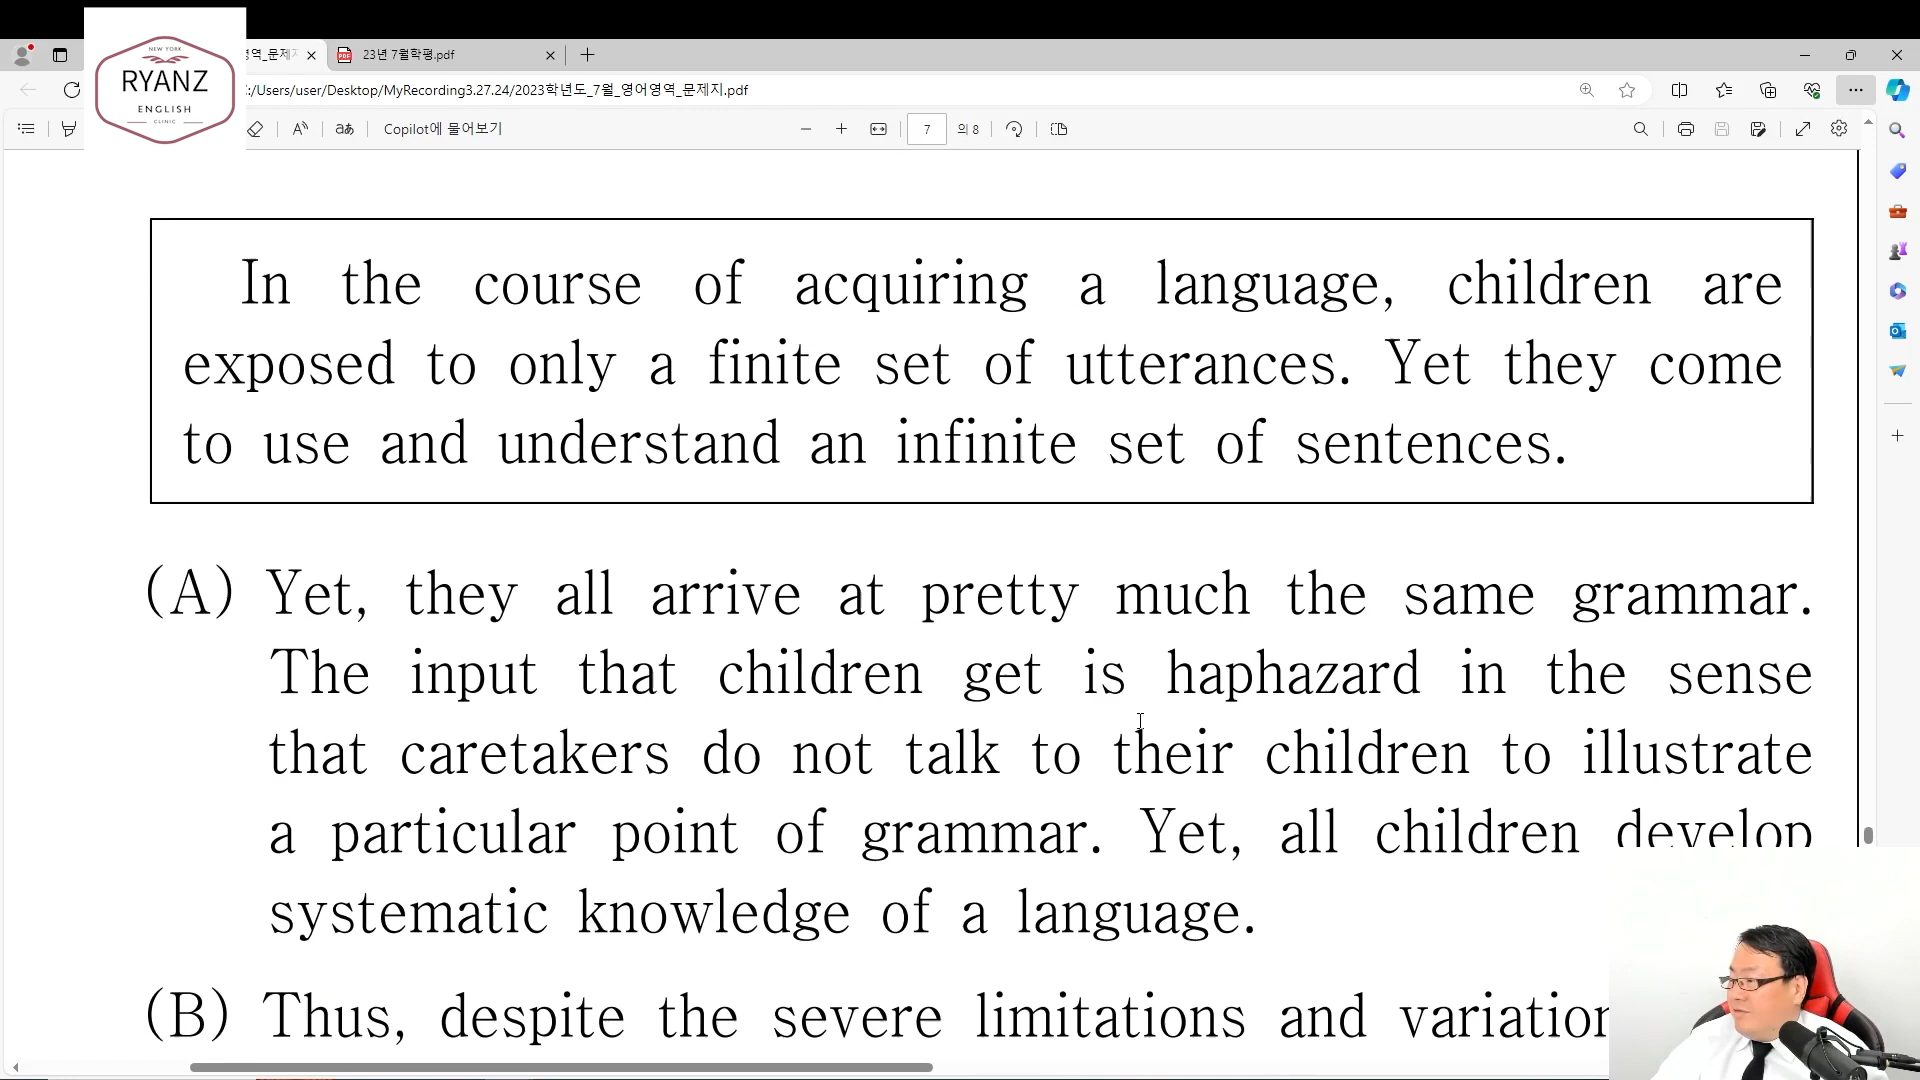 NEW YORK
RYANZ
ENGLISH
CLINIC
23년 7월학평.pdf
:/Users/user/Desktop/MyRecording3.27.24/2023학년도_7월_영어영역_문제지.pdf
Copilot에 물어보기
7 의 8
In the course of acquiring a language, children are
exposed to only a finite set of utterances. Yet they come
to use and understand an infinite set of sentences.
(A) Yet, they all arrive at pretty much the same grammar.
The input that children get is haphazard in the sense
that caretakers do not talk to their children to illustrate
a particular point of grammar. Yet, all children develop
systematic knowledge of a language.
(B) Thus, despite the severe limitations and